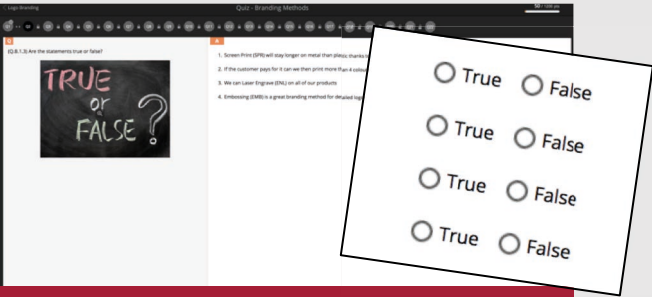 Logo Branding
Quiz - Branding Methods
50 /
(Q.8.1.3) Are the statements true or false?
TRUE
or
FALSE ?
1. Screen Print (SPR) will stay longer on metal than plastic thanks
2. If the customer pays for it can we then print more than 4 colou
3. We can Laser Engrave (ENL) on all of our products
4. Embossing (EMB) is a great branding method for detailed log
True False
True False
True False
True False